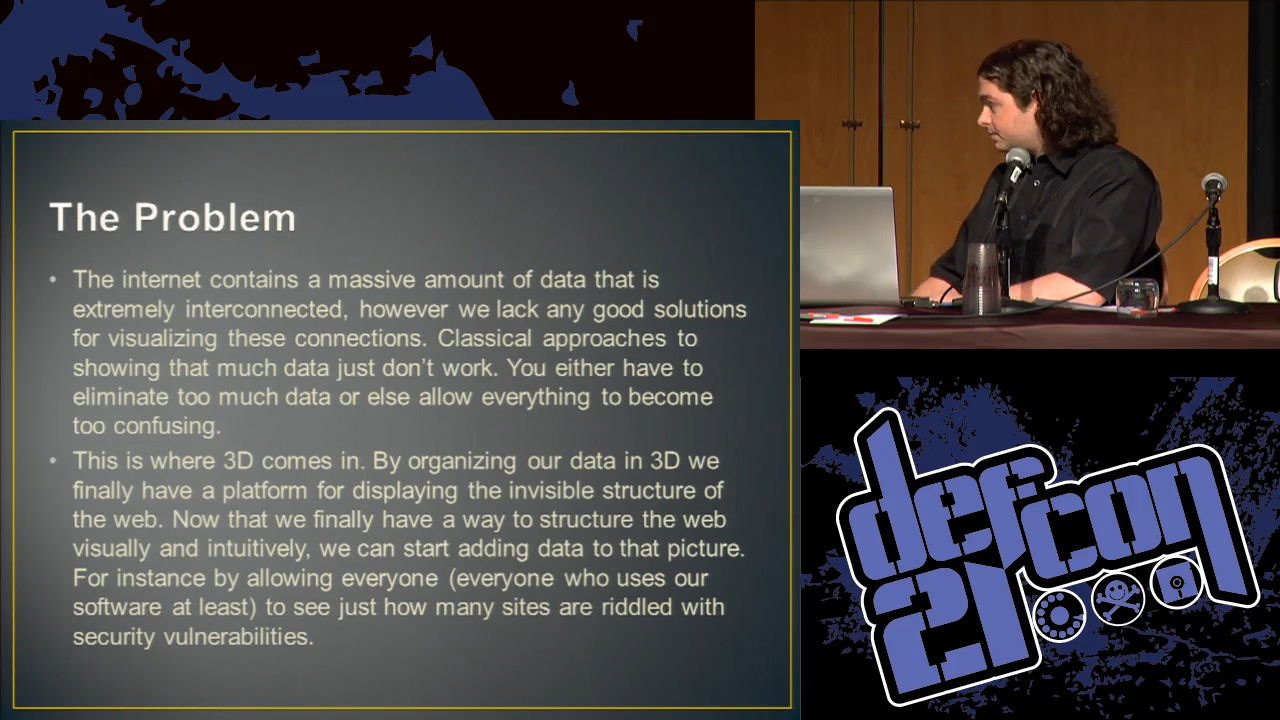 The Problem
• The internet contains a massive amount of data that is
extremely interconnected, however we lack any good solutions
for visualizing these connections. Classical approaches to
showing that much data just don’t work. You either have to
eliminate too much data or else allow everything to become
too confusing.
• This is where 3D comes in. By organizing our data in 3D we
finally have a platform for displaying the invisible structure of
the web. Now that we finally have a way to structure the web
visually and intuitively, we can start adding data to that picture.
For instance by allowing everyone (everyone who uses our
software at least) to see just how many sites are riddled with
security vulnerabilities.
defcon
21